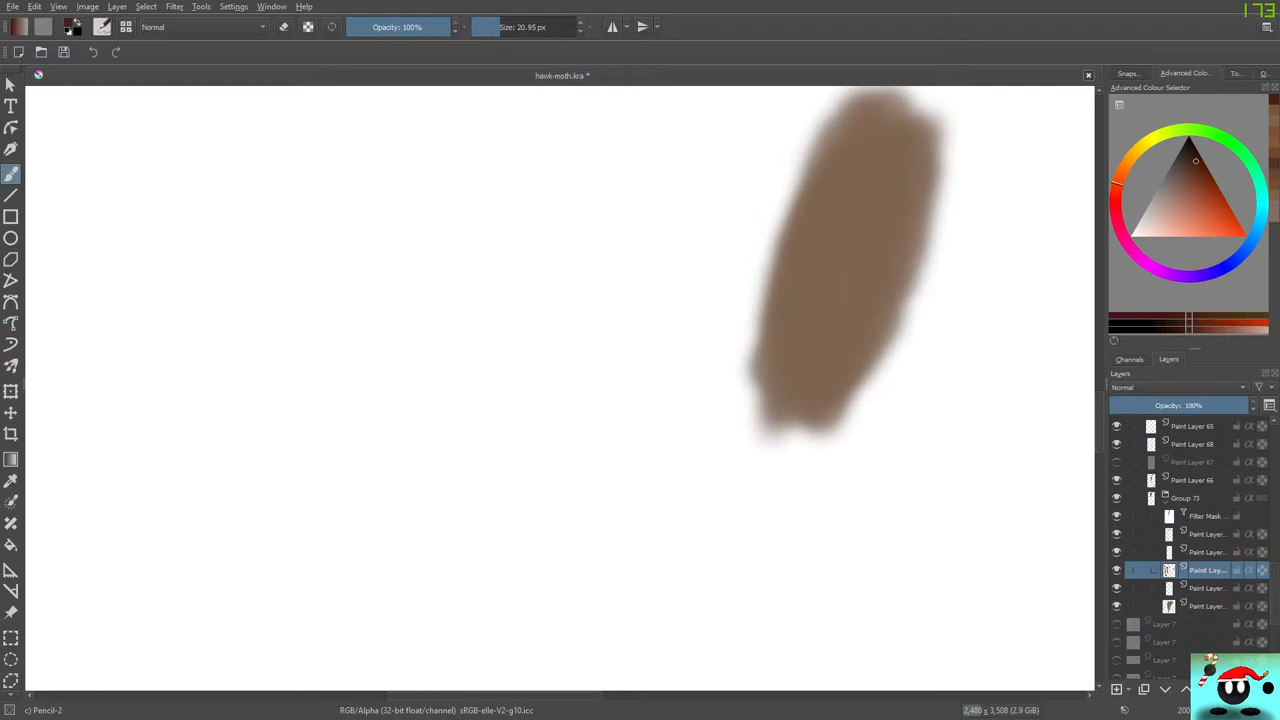 File Edit View Image Layer Select Filter Tools Settings Window Help
173
Normal
Opacity: 100%
Size: 20.95 px
hawk-moth.kra *
Snaps... Advanced Colo... To... O...
Advanced Colour Selector
Channels Layers
Layers
Normal
Opacity: 100%
Paint Layer 65
Paint Layer 68
Paint Layer 67
Paint Layer 66
Group 73
Filter Mask ...
Paint Layer...
Paint Layer...
Paint Lay...
Paint Layer...
Paint Layer...
Layer 7
Layer 7
Layer 7
c) Pencil-2
RGB/Alpha (32-bit float/channel) sRGB-elle-V2-g10.icc
2,480 x 3,508 (2.9 GiB)